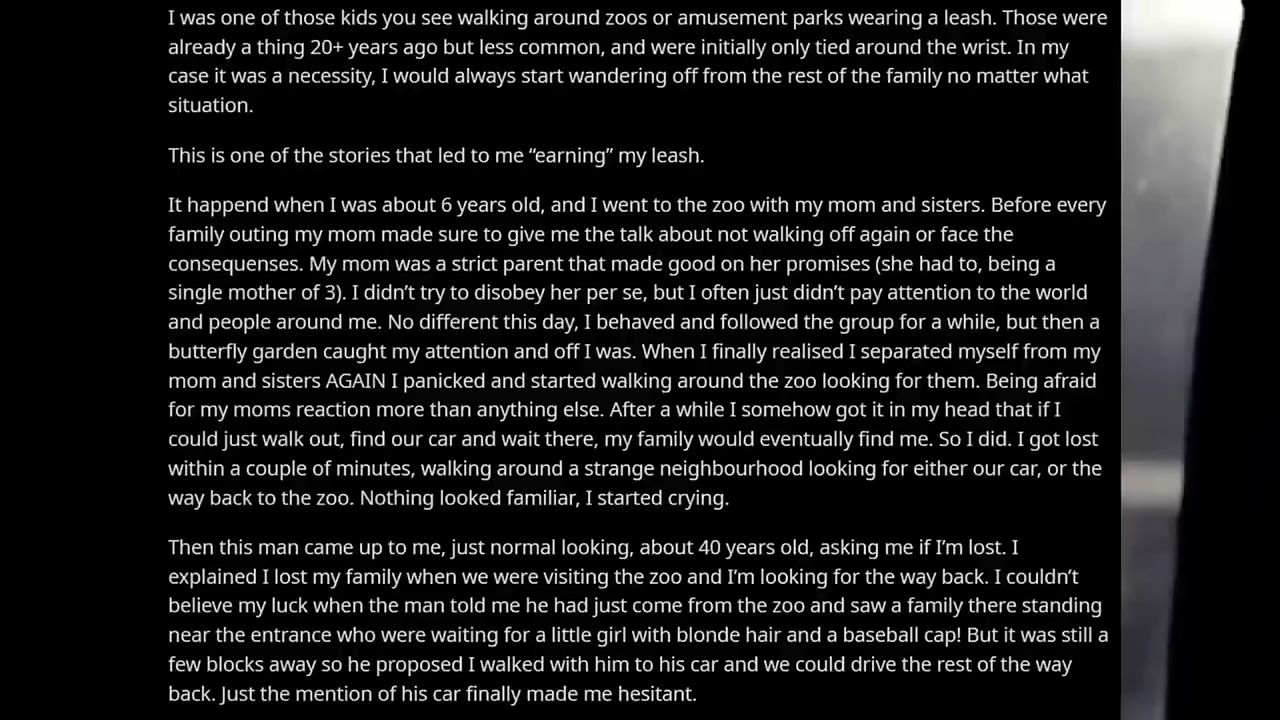 I was one of those kids you see walking around zoos or amusement parks wearing a leash. Those were
already a thing 20+ years ago but less common, and were initially only tied around the wrist. In my
case it was a necessity, I would always start wandering off from the rest of the family no matter what
situation.
This is one of the stories that led to me “earning” my leash.
It happend when I was about 6 years old, and I went to the zoo with my mom and sisters. Before every
family outing my mom made sure to give me the talk about not walking off again or face the
consequenses. My mom was a strict parent that made good on her promises (she had to, being a
single mother of 3). I didn’t try to disobey her per se, but I often just didn’t pay attention to the world
and people around me. No different this day, I behaved and followed the group for a while, but then a
butterfly garden caught my attention and off I was. When I finally realised I separated myself from my
mom and sisters AGAIN I panicked and started walking around the zoo looking for them. Being afraid
for my moms reaction more than anything else. After a while I somehow got it in my head that if I
could just walk out, find our car and wait there, my family would eventually find me. So I did. I got lost
within a couple of minutes, walking around a strange neighbourhood looking for either our car, or the
way back to the zoo. Nothing looked familiar, I started crying.
Then this man came up to me, just normal looking, about 40 years old, asking me if I’m lost. I
explained I lost my family when we were visiting the zoo and I’m looking for the way back. I couldn’t
believe my luck when the man told me he had just come from the zoo and saw a family there standing
near the entrance who were waiting for a little girl with blonde hair and a baseball cap! But it was still a
few blocks away so he proposed I walked with him to his car and we could drive the rest of the way
back. Just the mention of his car finally made me hesitant.